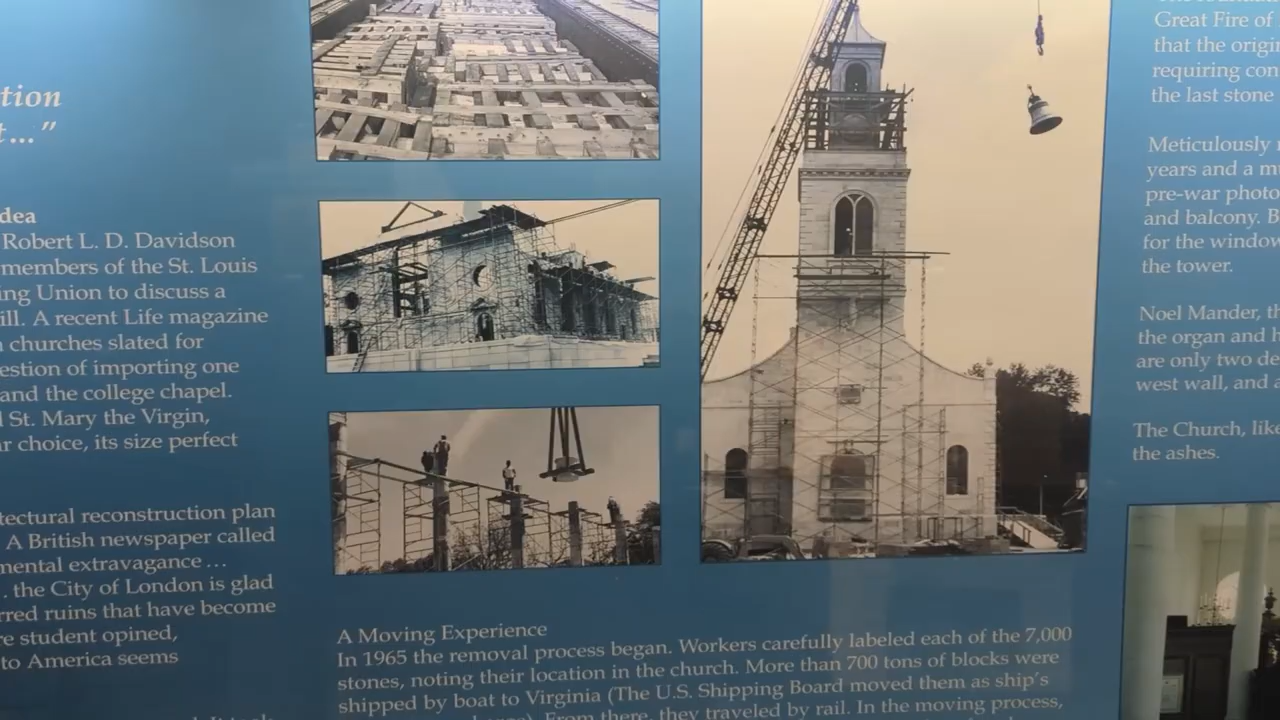 tion
t…”
dea
Robert L. D. Davidson
members of the St. Louis
ing Union to discuss a
ill. A recent Life magazine
churches slated for
estion of importing one
and the college chapel.
St. Mary the Virgin,
r choice, its size perfect
tectural reconstruction plan
A British newspaper called
mental extravagance …
. the City of London is glad
rred ruins that have become
re student opined,
to America seems
A Moving Experience
In 1965 the removal process began. Workers carefully labeled each of the 7,000
stones, noting their location in the church. More than 700 tons of blocks were
shipped by boat to Virginia (The U.S. Shipping Board moved them as ship’s
From there, they traveled by rail. In the moving process,
Great Fire of
that the origin
requiring con
the last stone
Meticulously
years and a mu
pre-war photo
and balcony. B
for the window
the tower.
Noel Mander, th
the organ and h
are only two de
west wall, and a
The Church, like
the ashes.